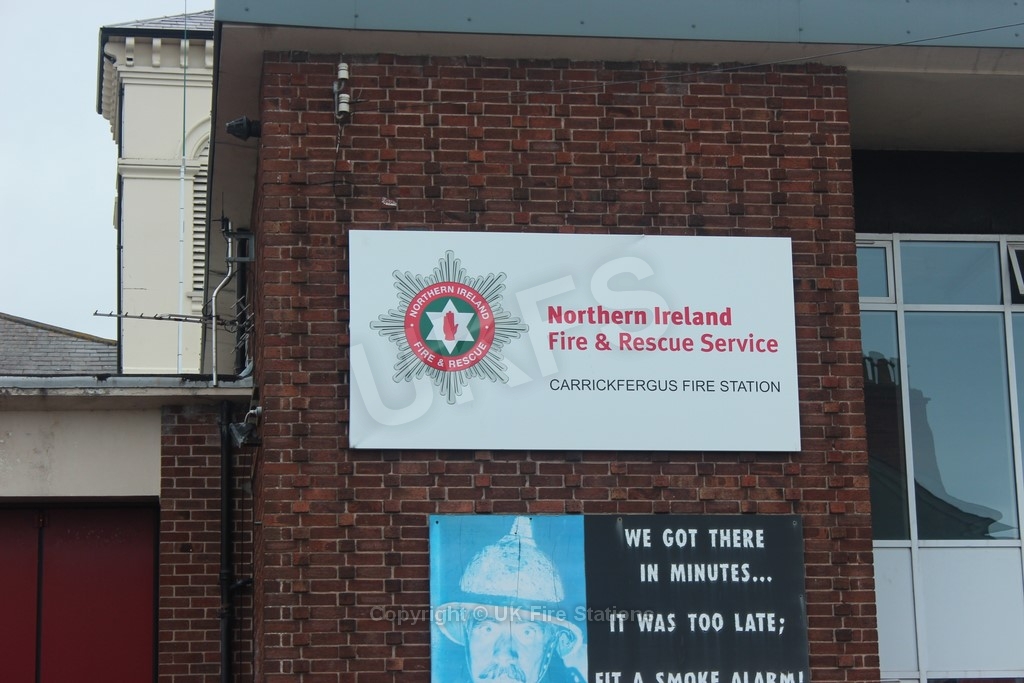 UKFS
NORTHERN IRELAND
FIRE & RESCUE
Northern Ireland
Fire & Rescue Service
CARRICKFERGUS FIRE STATION
WE GOT THERE
IN MINUTES...
Copyright © UK Fire Stations
IT WAS TOO LATE;
FIT A SMOKE ALARM!